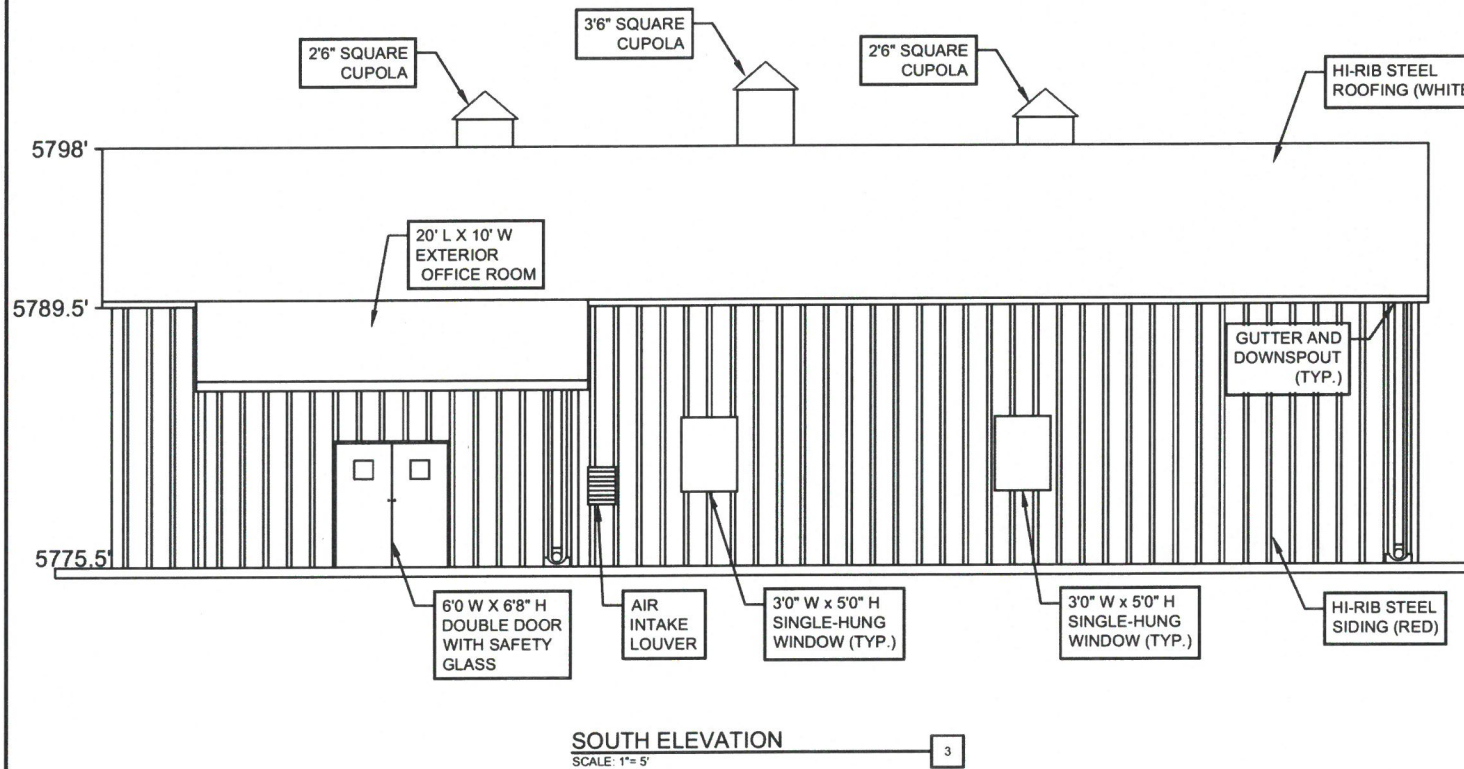 3'6" SQUARE
CUPOLA
2'6" SQUARE
CUPOLA
2'6" SQUARE
CUPOLA
HI-RIB STEEL
ROOFING (WHITE
5798'
20' L X 10' W
EXTERIOR
OFFICE ROOM
5789.5'
GUTTER AND
DOWNSPOUT
(TYP.)
5775.5'
6'0 W X 6'8" H
DOUBLE DOOR
WITH SAFETY
GLASS
AIR
INTAKE
LOUVER
3'0" W x 5'0" H
SINGLE-HUNG
WINDOW (TYP.)
3'0" W x 5'0" H
SINGLE-HUNG
WINDOW (TYP.)
HI-RIB STEEL
SIDING (RED)
SOUTH ELEVATION
SCALE: 1"= 5'
3